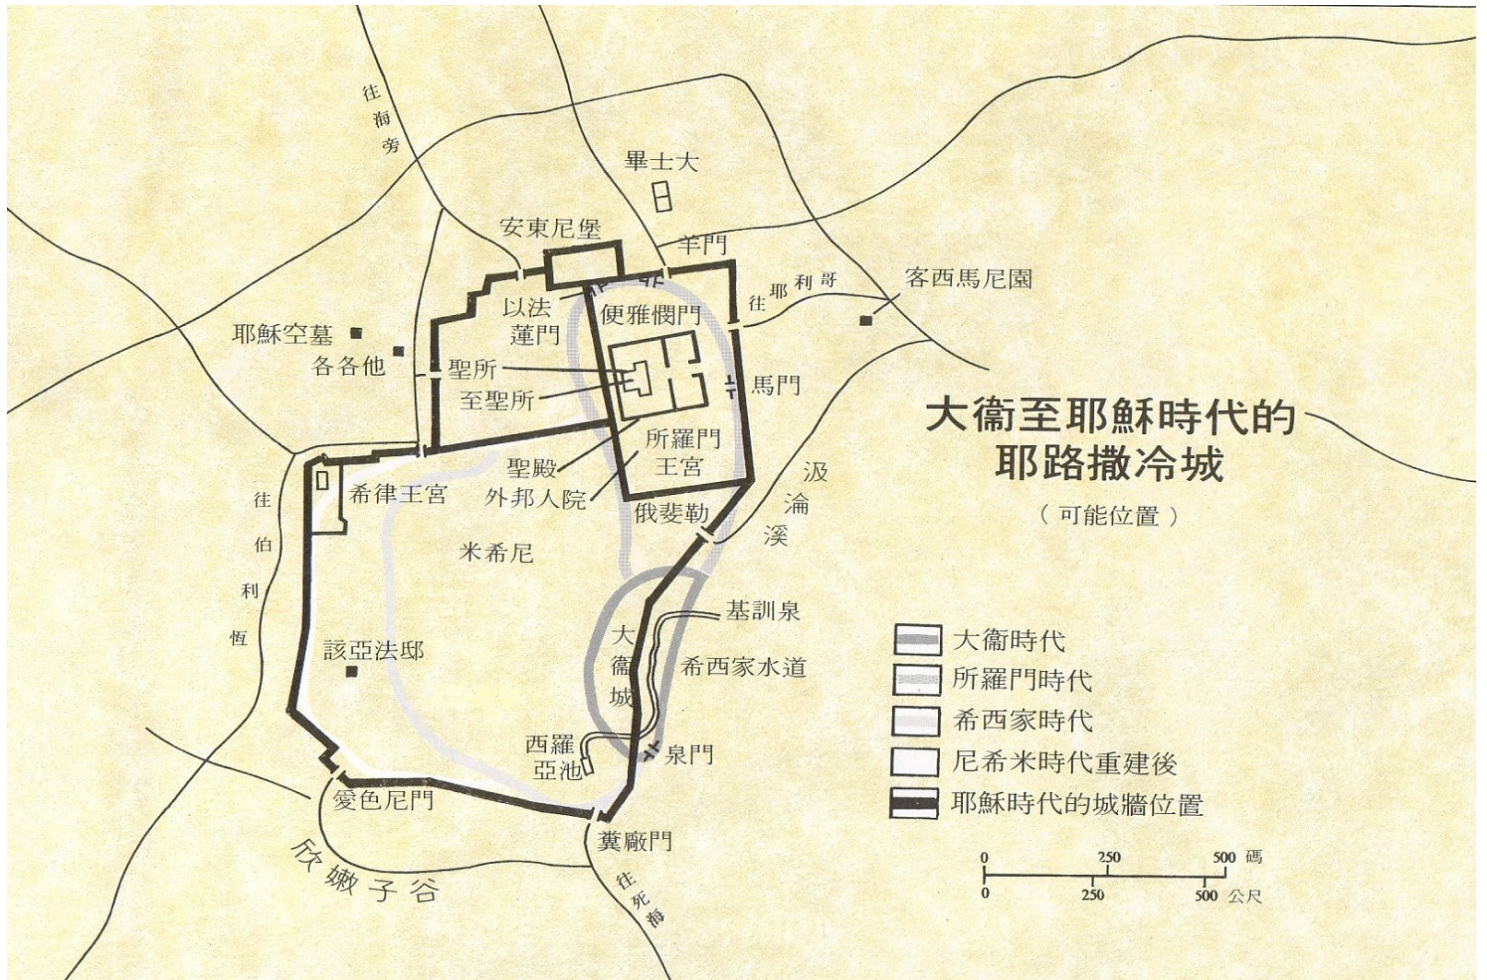 往海旁
畢士大
安東尼堡
羊門
客西馬尼園
往耶利哥
以法
蓮門
便雅憫門
耶穌空墓
各各他
聖所
至聖所
馬門
大衞至耶穌時代的
耶路撒冷城
（可能位置）
所羅門
王宮
聖殿
外邦人院
希律王宮
俄斐勒
汲淪溪
往伯利恆
米希尼
基訓泉
大衞城
希西家水道
該亞法邸
西羅
亞池
泉門
愛色尼門
糞廠門
欣嫩子谷
往死海
大衞時代
所羅門時代
希西家時代
尼希米時代重建後
耶穌時代的城牆位置
0 250 500 碼
0 250 500 公尺